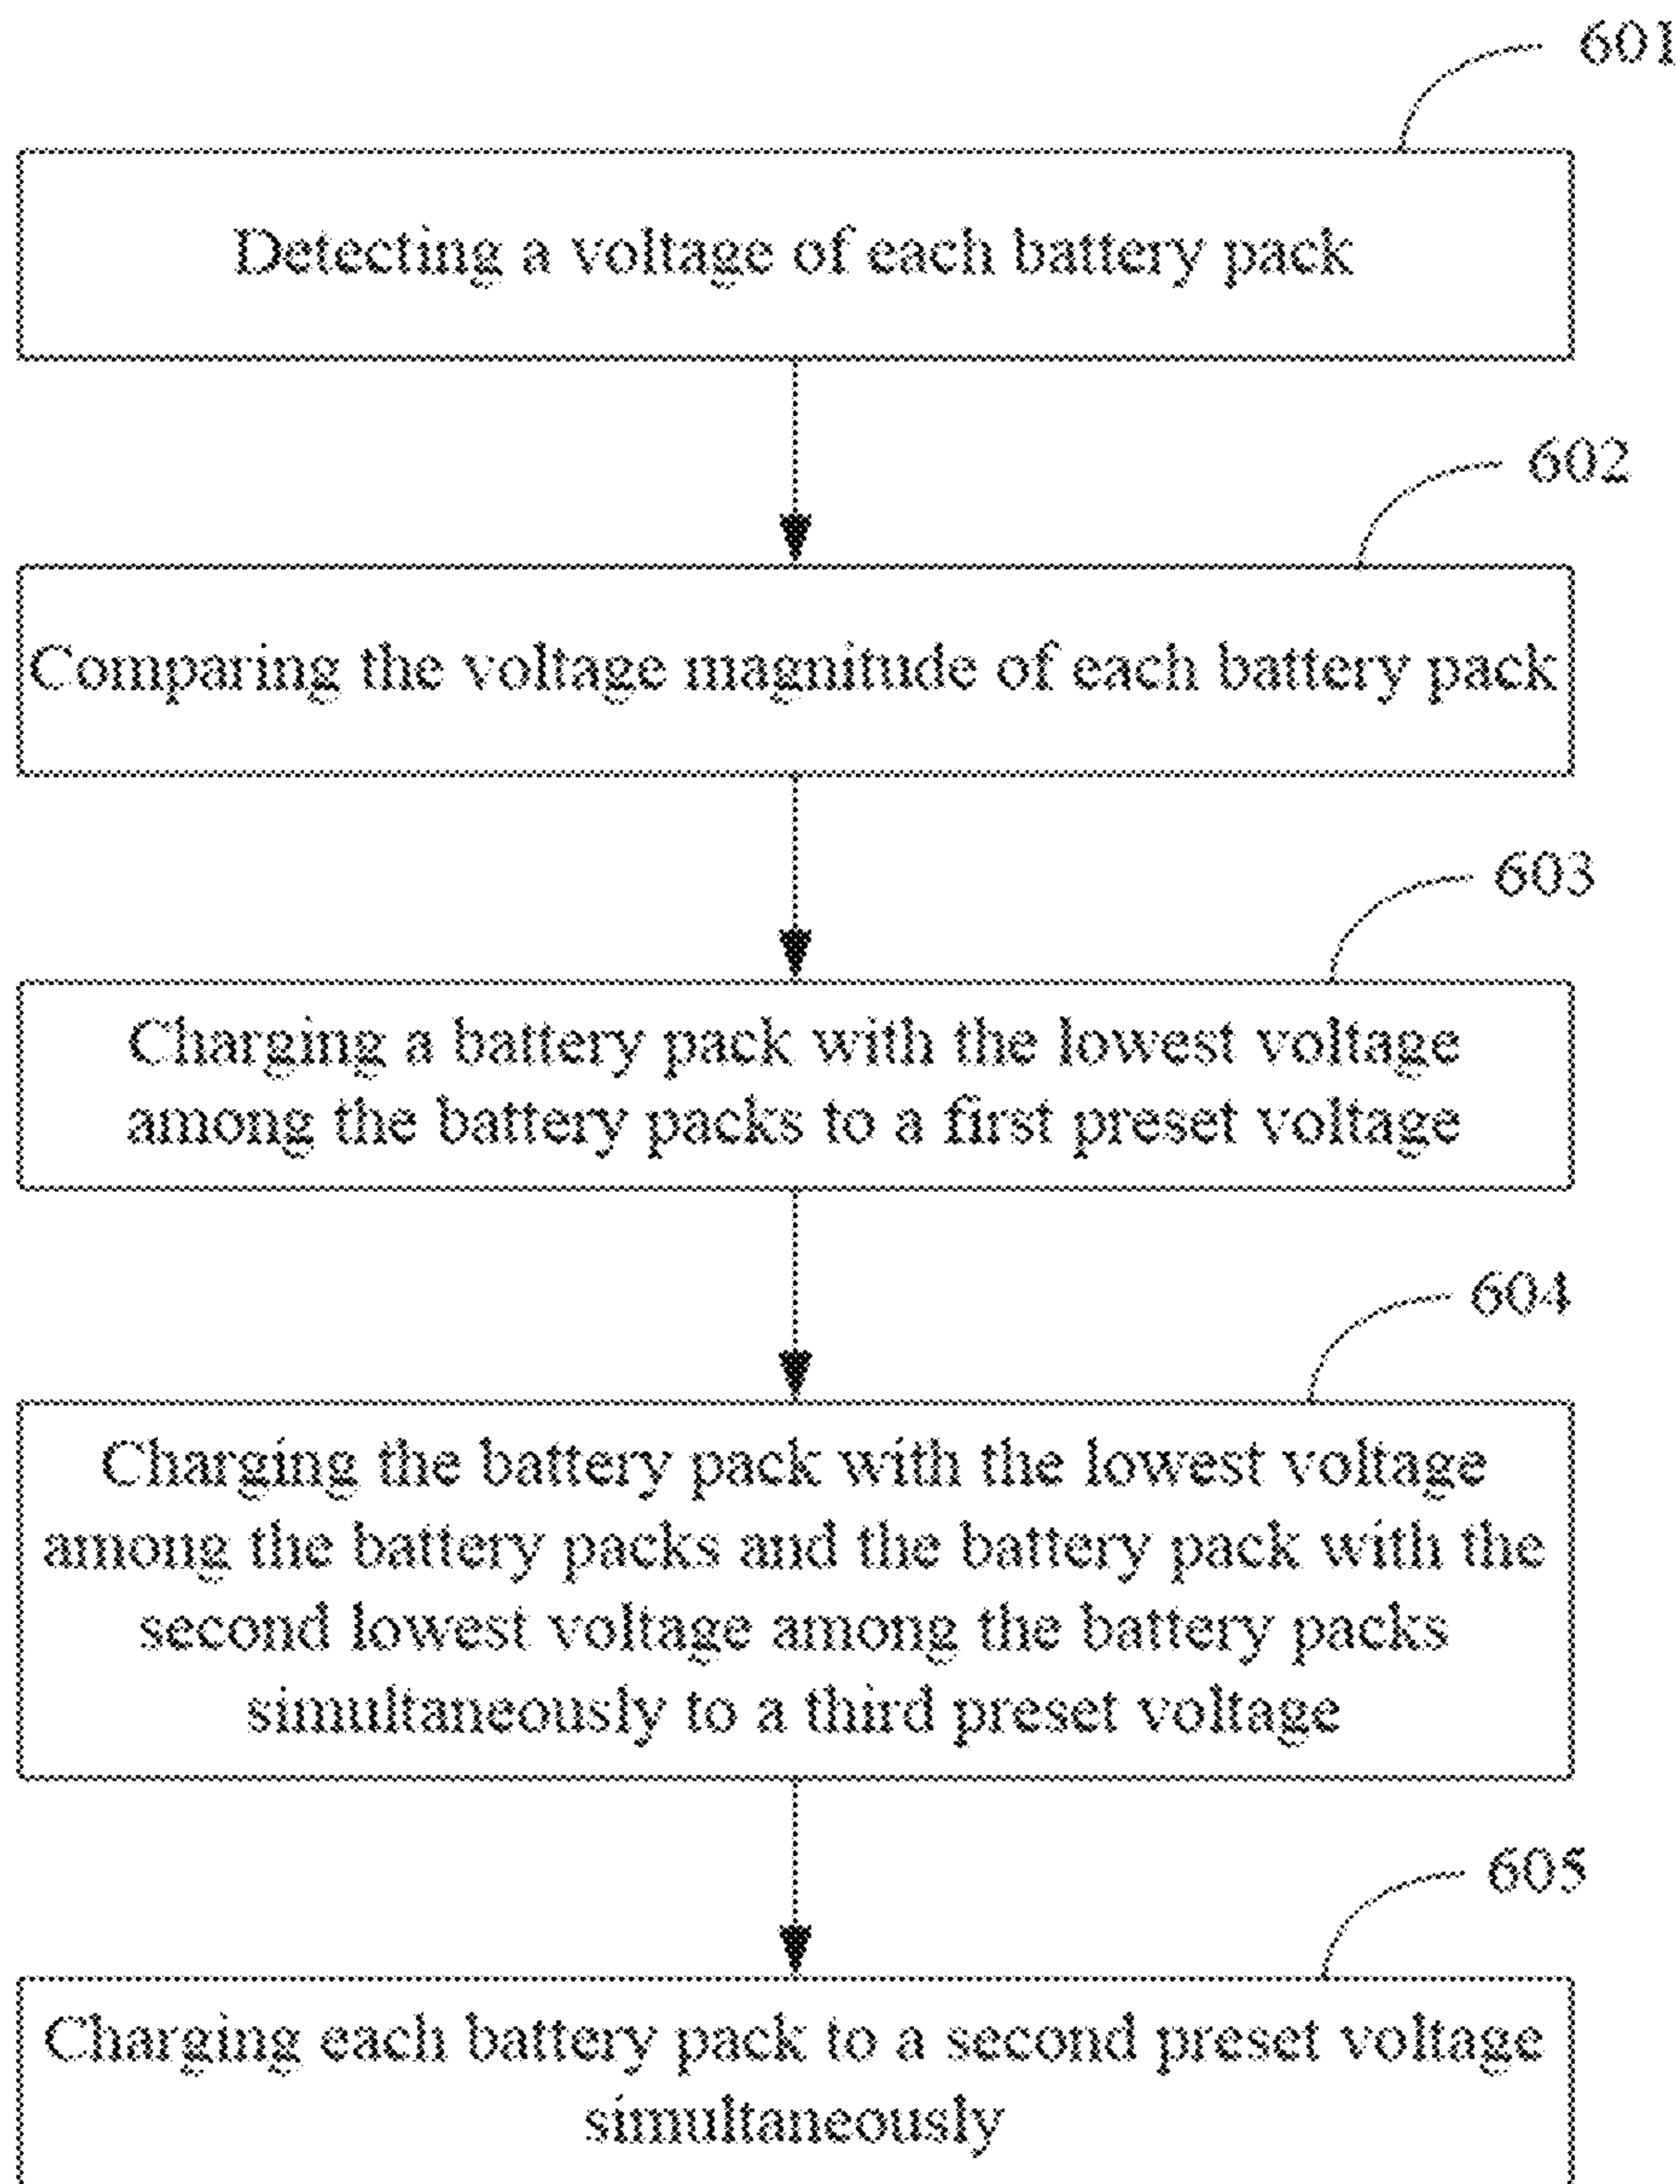 601
Detecting a voltage of each battery pack
602
Comparing the voltage magnitude of each battery pack
603
Charging a battery pack with the lowest voltage
among the battery packs to a first preset voltage
604
Charging the battery pack with the lowest voltage
among the battery packs and the battery pack with the
second lowest voltage among the battery packs
simultaneously to a third preset voltage
605
Charging each battery pack to a second preset voltage
simultaneously